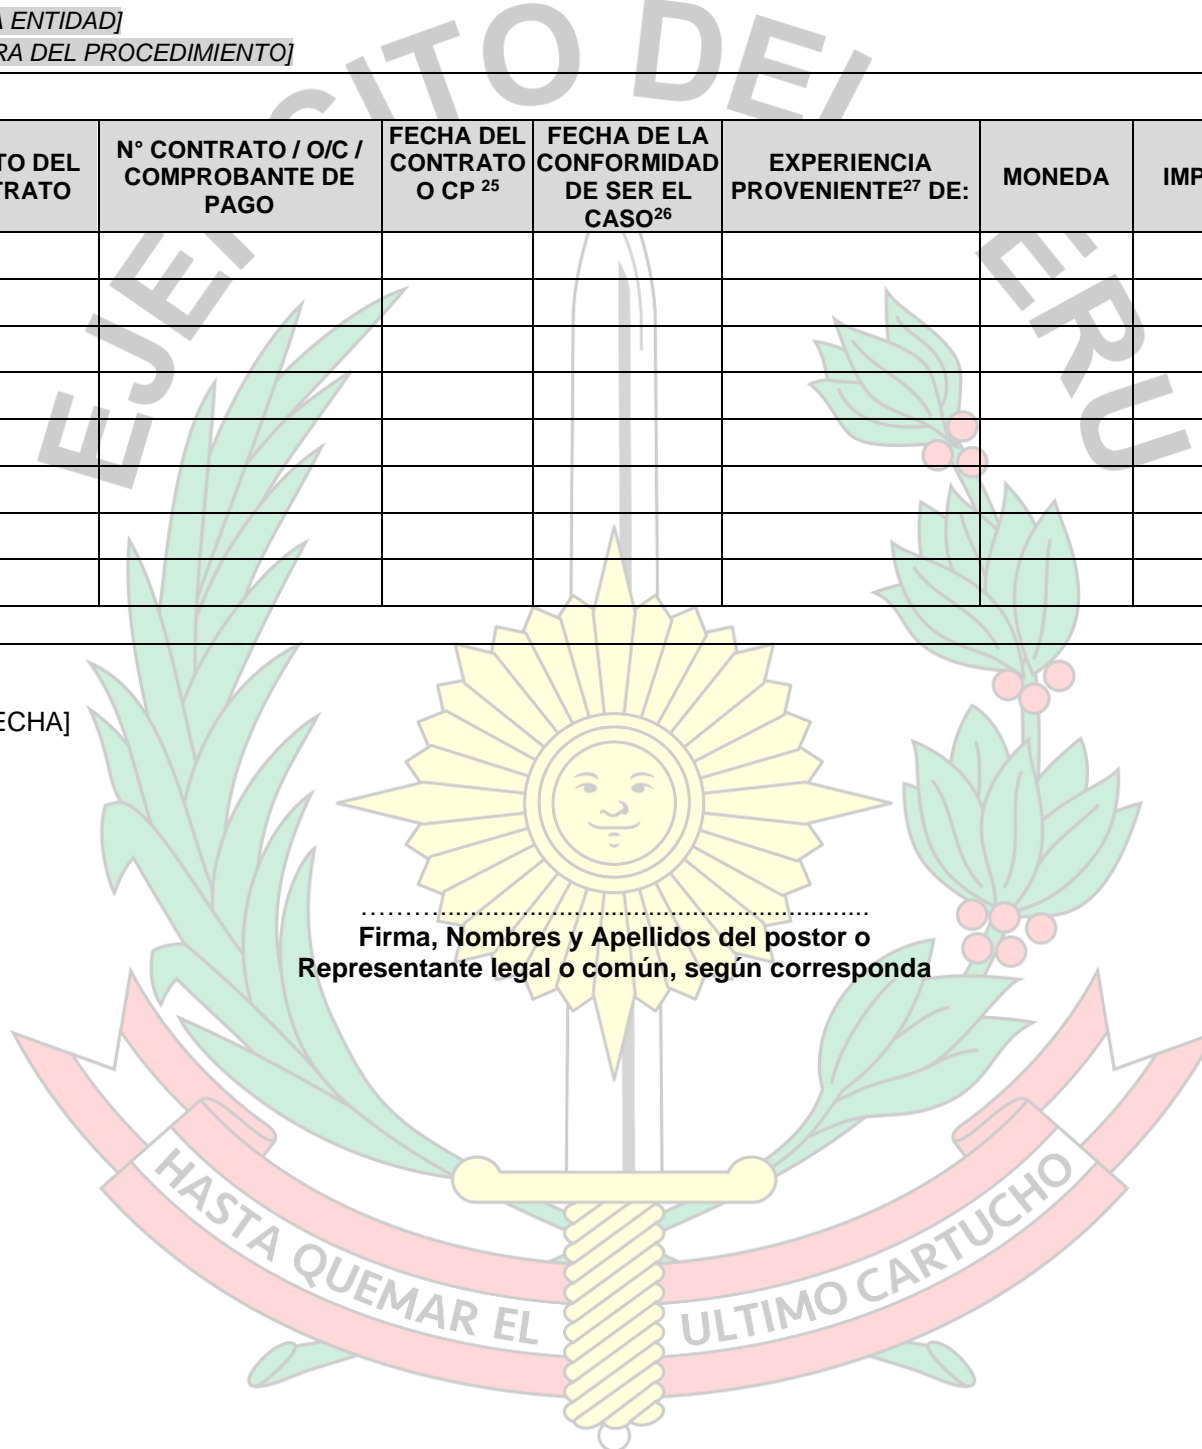 A ENTIDAD]
RA DEL PROCEDIMIENTO]
EJERCITO DEL PERU
TO DEL
TRATO
N° CONTRATO / O/C /
COMPROBANTE DE
PAGO
FECHA DEL
CONTRATO
O CP 25
FECHA DE LA
CONFORMIDAD
DE SER EL
CASO26
EXPERIENCIA
PROVENIENTE27 DE:
MONEDA
IMP
ECHA]
……….............................................................
Firma, Nombres y Apellidos del postor o
Representante legal o común, según corresponda
HASTA QUEMAR EL ULTIMO CARTUCHO